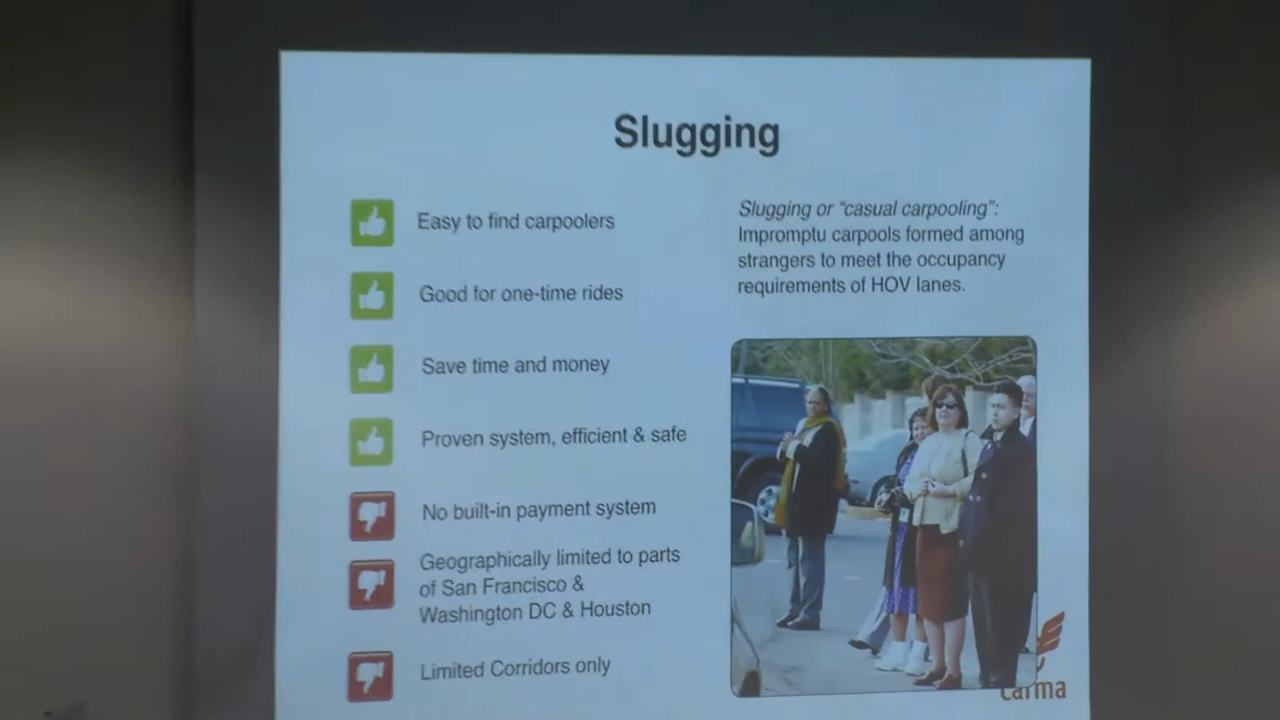 Slugging
Easy to find carpoolers
Good for one-time rides
Save time and money
Proven system, efficient & safe
No built-in payment system
Geographically limited to parts
of San Francisco &
Washington DC & Houston
Limited Corridors only
Slugging or “casual carpooling”:
Impromptu carpools formed among
strangers to meet the occupancy
requirements of HOV lanes.
carma